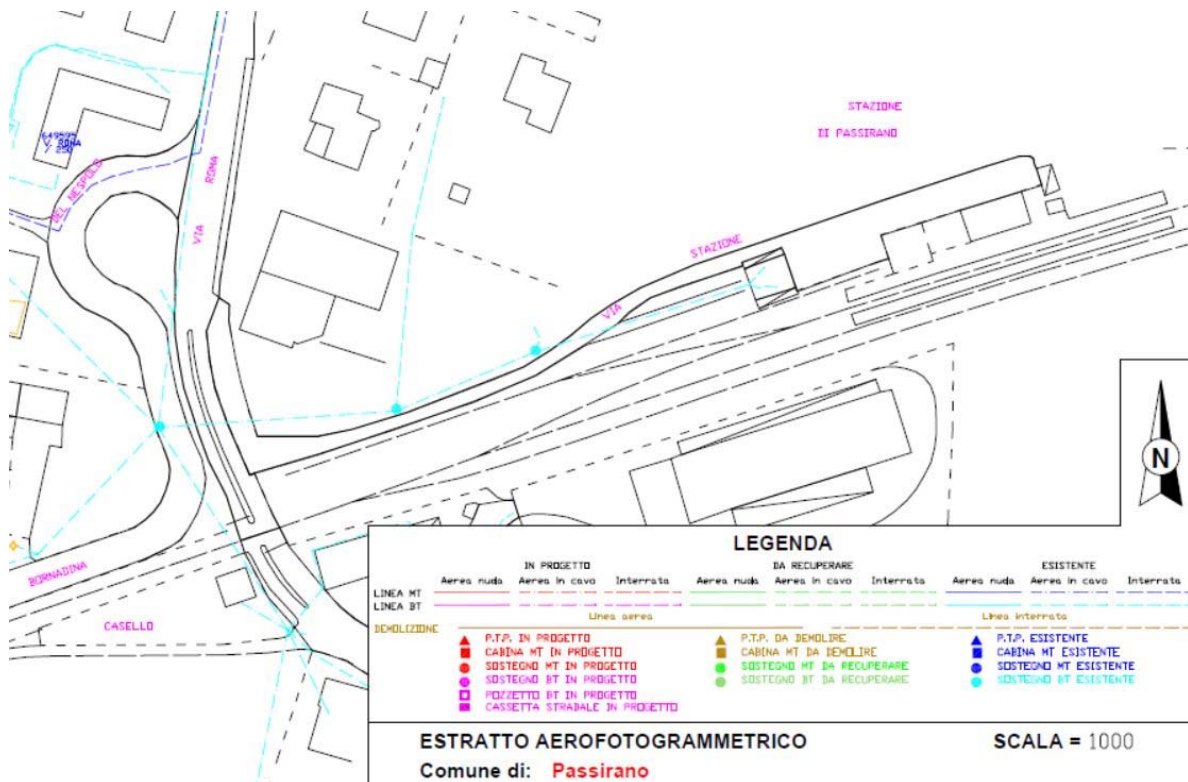 STAZIONE
DI PASSIRANO
649595
V. ROMA
/ 250
DEL NESPOLO
VIA ROMA
VIA STAZIONE
BORNADINA
CASELLO
N
LEGENDA
IN PROGETTO DA RECUPERARE ESISTENTE
Aerea nuda Aerea in cavo Interrata Aerea nuda Aerea in cavo Interrata Aerea nuda Aerea in cavo Interrata
LINEA MT
LINEA BT
DEMOLIZIONE Linea aerea Linea interrata
P.T.P. IN PROGETTO P.T.P. DA DEMOLIRE P.T.P. ESISTENTE
CABINA MT IN PROGETTO CABINA MT DA DEMOLIRE CABINA MT ESISTENTE
SOSTEGNO MT IN PROGETTO SOSTEGNO MT DA RECUPERARE SOSTEGNO MT ESISTENTE
SOSTEGNO BT IN PROGETTO SOSTEGNO BT DA RECUPERARE SOSTEGNO BT ESISTENTE
POZZETTO BT IN PROGETTO
CASSETTA STRADALE IN PROGETTO
ESTRATTO AEROFOTOGRAMMETRICO SCALA = 1000
Comune di: Passirano